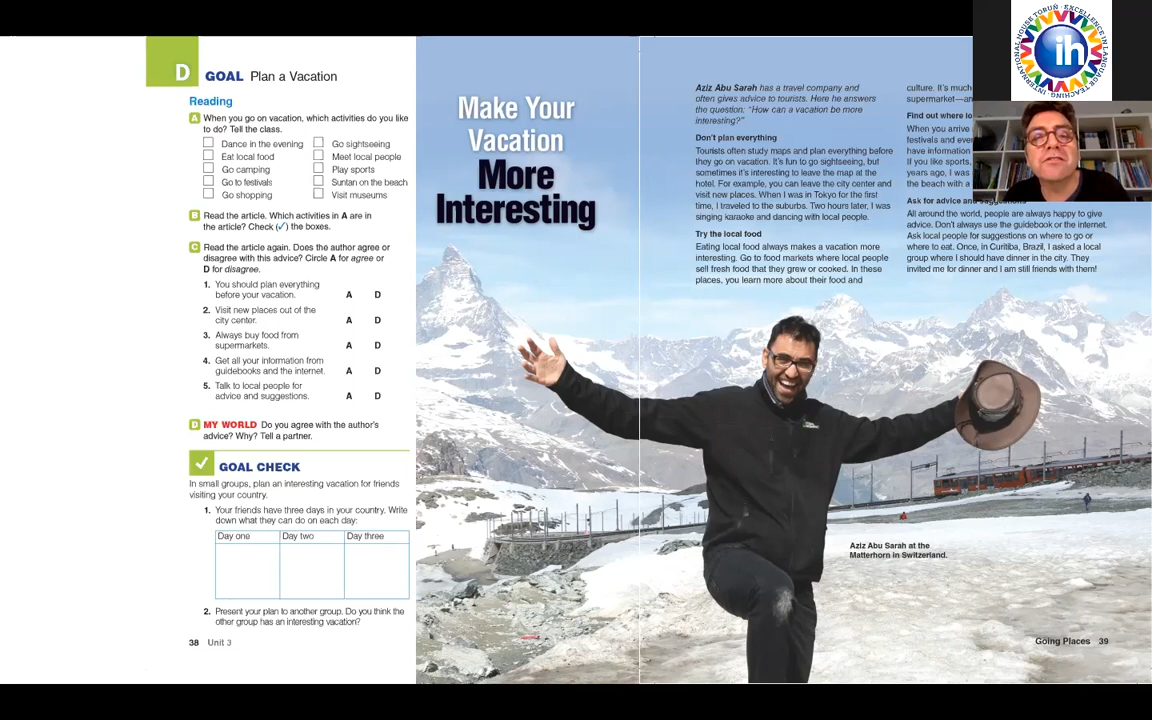 D GOAL Plan a Vacation
Reading
A When you go on vacation, which activities do you like
to do? Tell the class.
Dance in the evening
Eat local food
Go camping
Go to festivals
Go shopping
Go sightseeing
Meet local people
Play sports
Suntan on the beach
Visit museums
B Read the article. Which activities in A are in
the article? Check (✓) the boxes.
C Read the article again. Does the author agree or
disagree with this advice? Circle A for agree or
D for disagree.
1. You should plan everything
before your vacation. A D
2. Visit new places out of the
city center. A D
3. Always buy food from
supermarkets. A D
4. Get all your information from
guidebooks and the internet. A D
5. Talk to local people for
advice and suggestions. A D
D MY WORLD Do you agree with the author's
advice? Why? Tell a partner.
GOAL CHECK
In small groups, plan an interesting vacation for friends
visiting your country.
1. Your friends have three days in your country. Write
down what they can do on each day:
Day one Day two Day three
2. Present your plan to another group. Do you think the
other group has an interesting vacation?
38 Unit 3
Make Your
Vacation
More
Interesting
Aziz Abu Sarah has a travel company and
often gives advice to tourists. Here he answers
the question: "How can a vacation be more
interesting?"
Don't plan everything
Tourists often study maps and plan everything before
they go on vacation. It's fun to go sightseeing, but
sometimes it's interesting to leave the map at the
hotel. For example, you can leave the city center and
visit new places. When I was in Tokyo for the first
time, I traveled to the suburbs. Two hours later, I was
singing karaoke and dancing with local people.
Try the local food
Eating local food always makes a vacation more
interesting. Go to food markets where local people
sell fresh food that they grew or cooked. In these
places, you learn more about their food and
culture. It's much
supermarket—
Find out where
When you arrive
festivals and
have information
If you like sports,
years ago, I was
the beach with a
Ask for advice and
All around the world, people are always happy to give
advice. Don't always use the guidebook or the internet.
Ask local people for suggestions on where to go or
where to eat. Once, in Curitiba, Brazil, I asked a local
group where I should have dinner in the city. They
invited me for dinner and I am still friends with them!
Aziz Abu Sarah at the
Matterhorn in Switzerland.
Going Places 39
INTERNATIONAL HOUSE TORUŃ · EXCELLENCE IN LANGUAGE TEACHING
ih